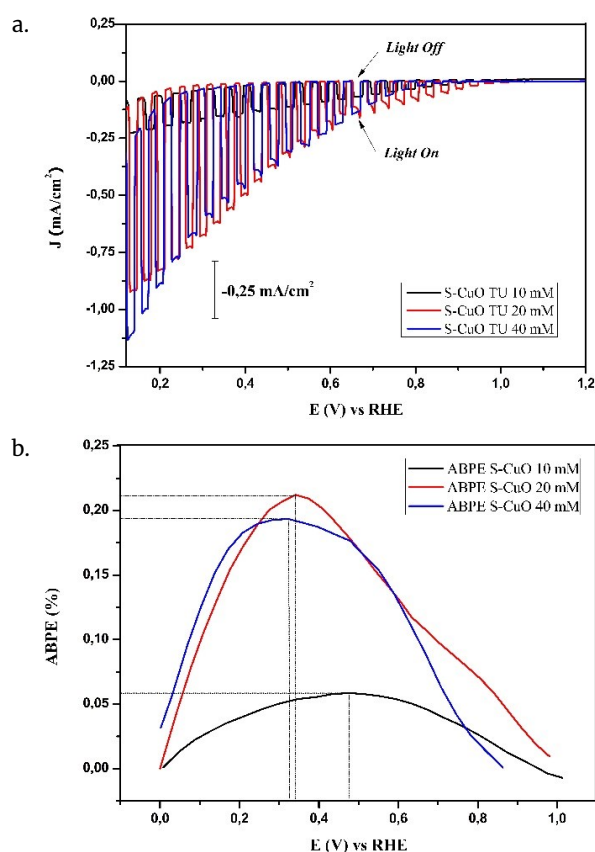 a.
0,25
0,00
-0,25
-0,50
-0,75
-1,00
-1,25
J (mA/cm²)
Light Off
Light On
-0,25 mA/cm²
S-CuO TU 10 mM
S-CuO TU 20 mM
S-CuO TU 40 mM
0,2 0,4 0,6 0,8 1,0 1,2
E (V) vs RHE
b.
0,25
0,20
0,15
0,10
0,05
0,00
ABPE (%)
ABPE S-CuO 10 mM
ABPE S-CuO 20 mM
ABPE S-CuO 40 mM
0,0 0,2 0,4 0,6 0,8 1,0
E (V) vs RHE